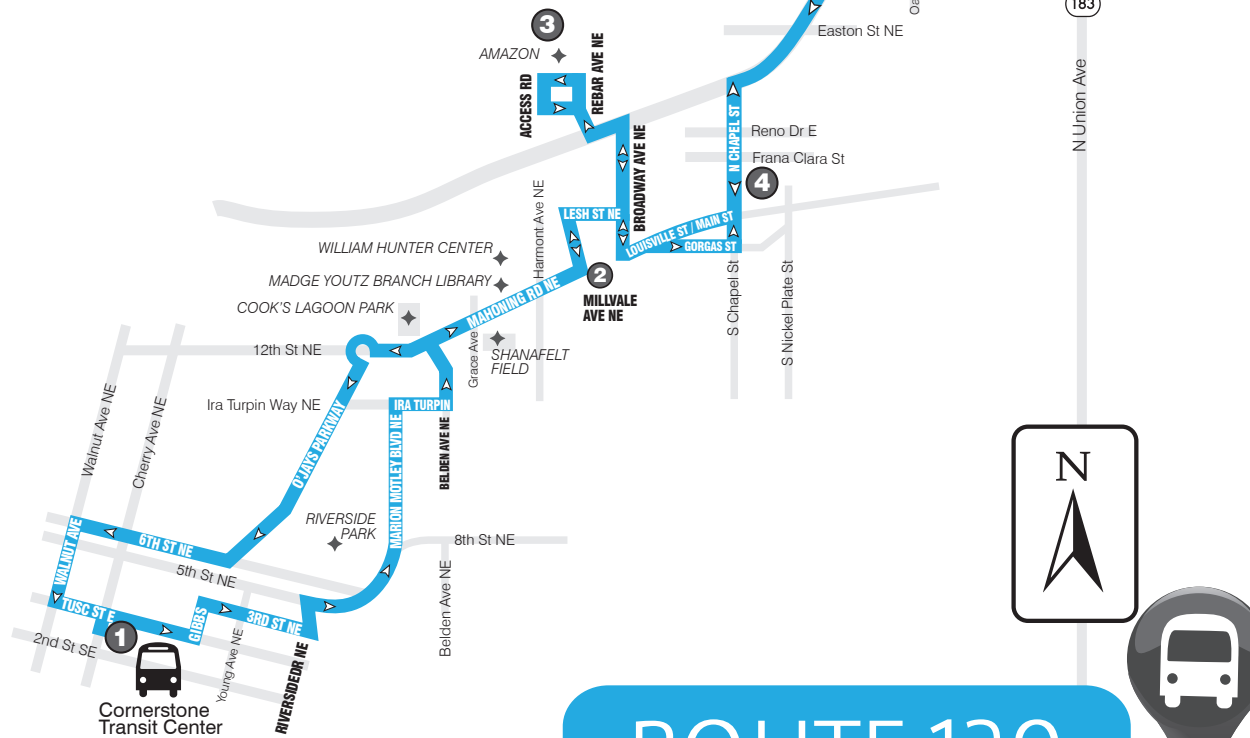 183
Oa
Easton St NE
3
AMAZON
ACCESS RD
REBAR AVE NE
N Union Ave
N CHAPEL ST
Reno Dr E
Frana Clara St
4
BROADWAY AVE NE
Harmont Ave NE
LESH ST NE
LOUISVILLE ST / MAIN ST
GORGAS ST
WILLIAM HUNTER CENTER
MADGE YOUTZ BRANCH LIBRARY
COOK'S LAGOON PARK
MAHONING RD NE
2
MILLVALE
AVE NE
S Chapel St
S Nickel Plate St
12th St NE
Grace Ave
SHANAFELT
FIELD
Walnut Ave NE
Cherry Ave NE
Ira Turpin Way NE
IRA TURPIN
O'JAYS PARKWAY
MARION MOTLEY BLVD NE
BELDEN AVE NE
N
RIVERSIDE
PARK
8th St NE
WALNUT AVE
6TH ST NE
5th St NE
Belden Ave NE
TUSC ST E
GIBBS
3RD ST NE
1
2nd St SE
Young Ave NE
RIVERSIDEDR NE
Cornerstone
Transit Center
ROUTE 130